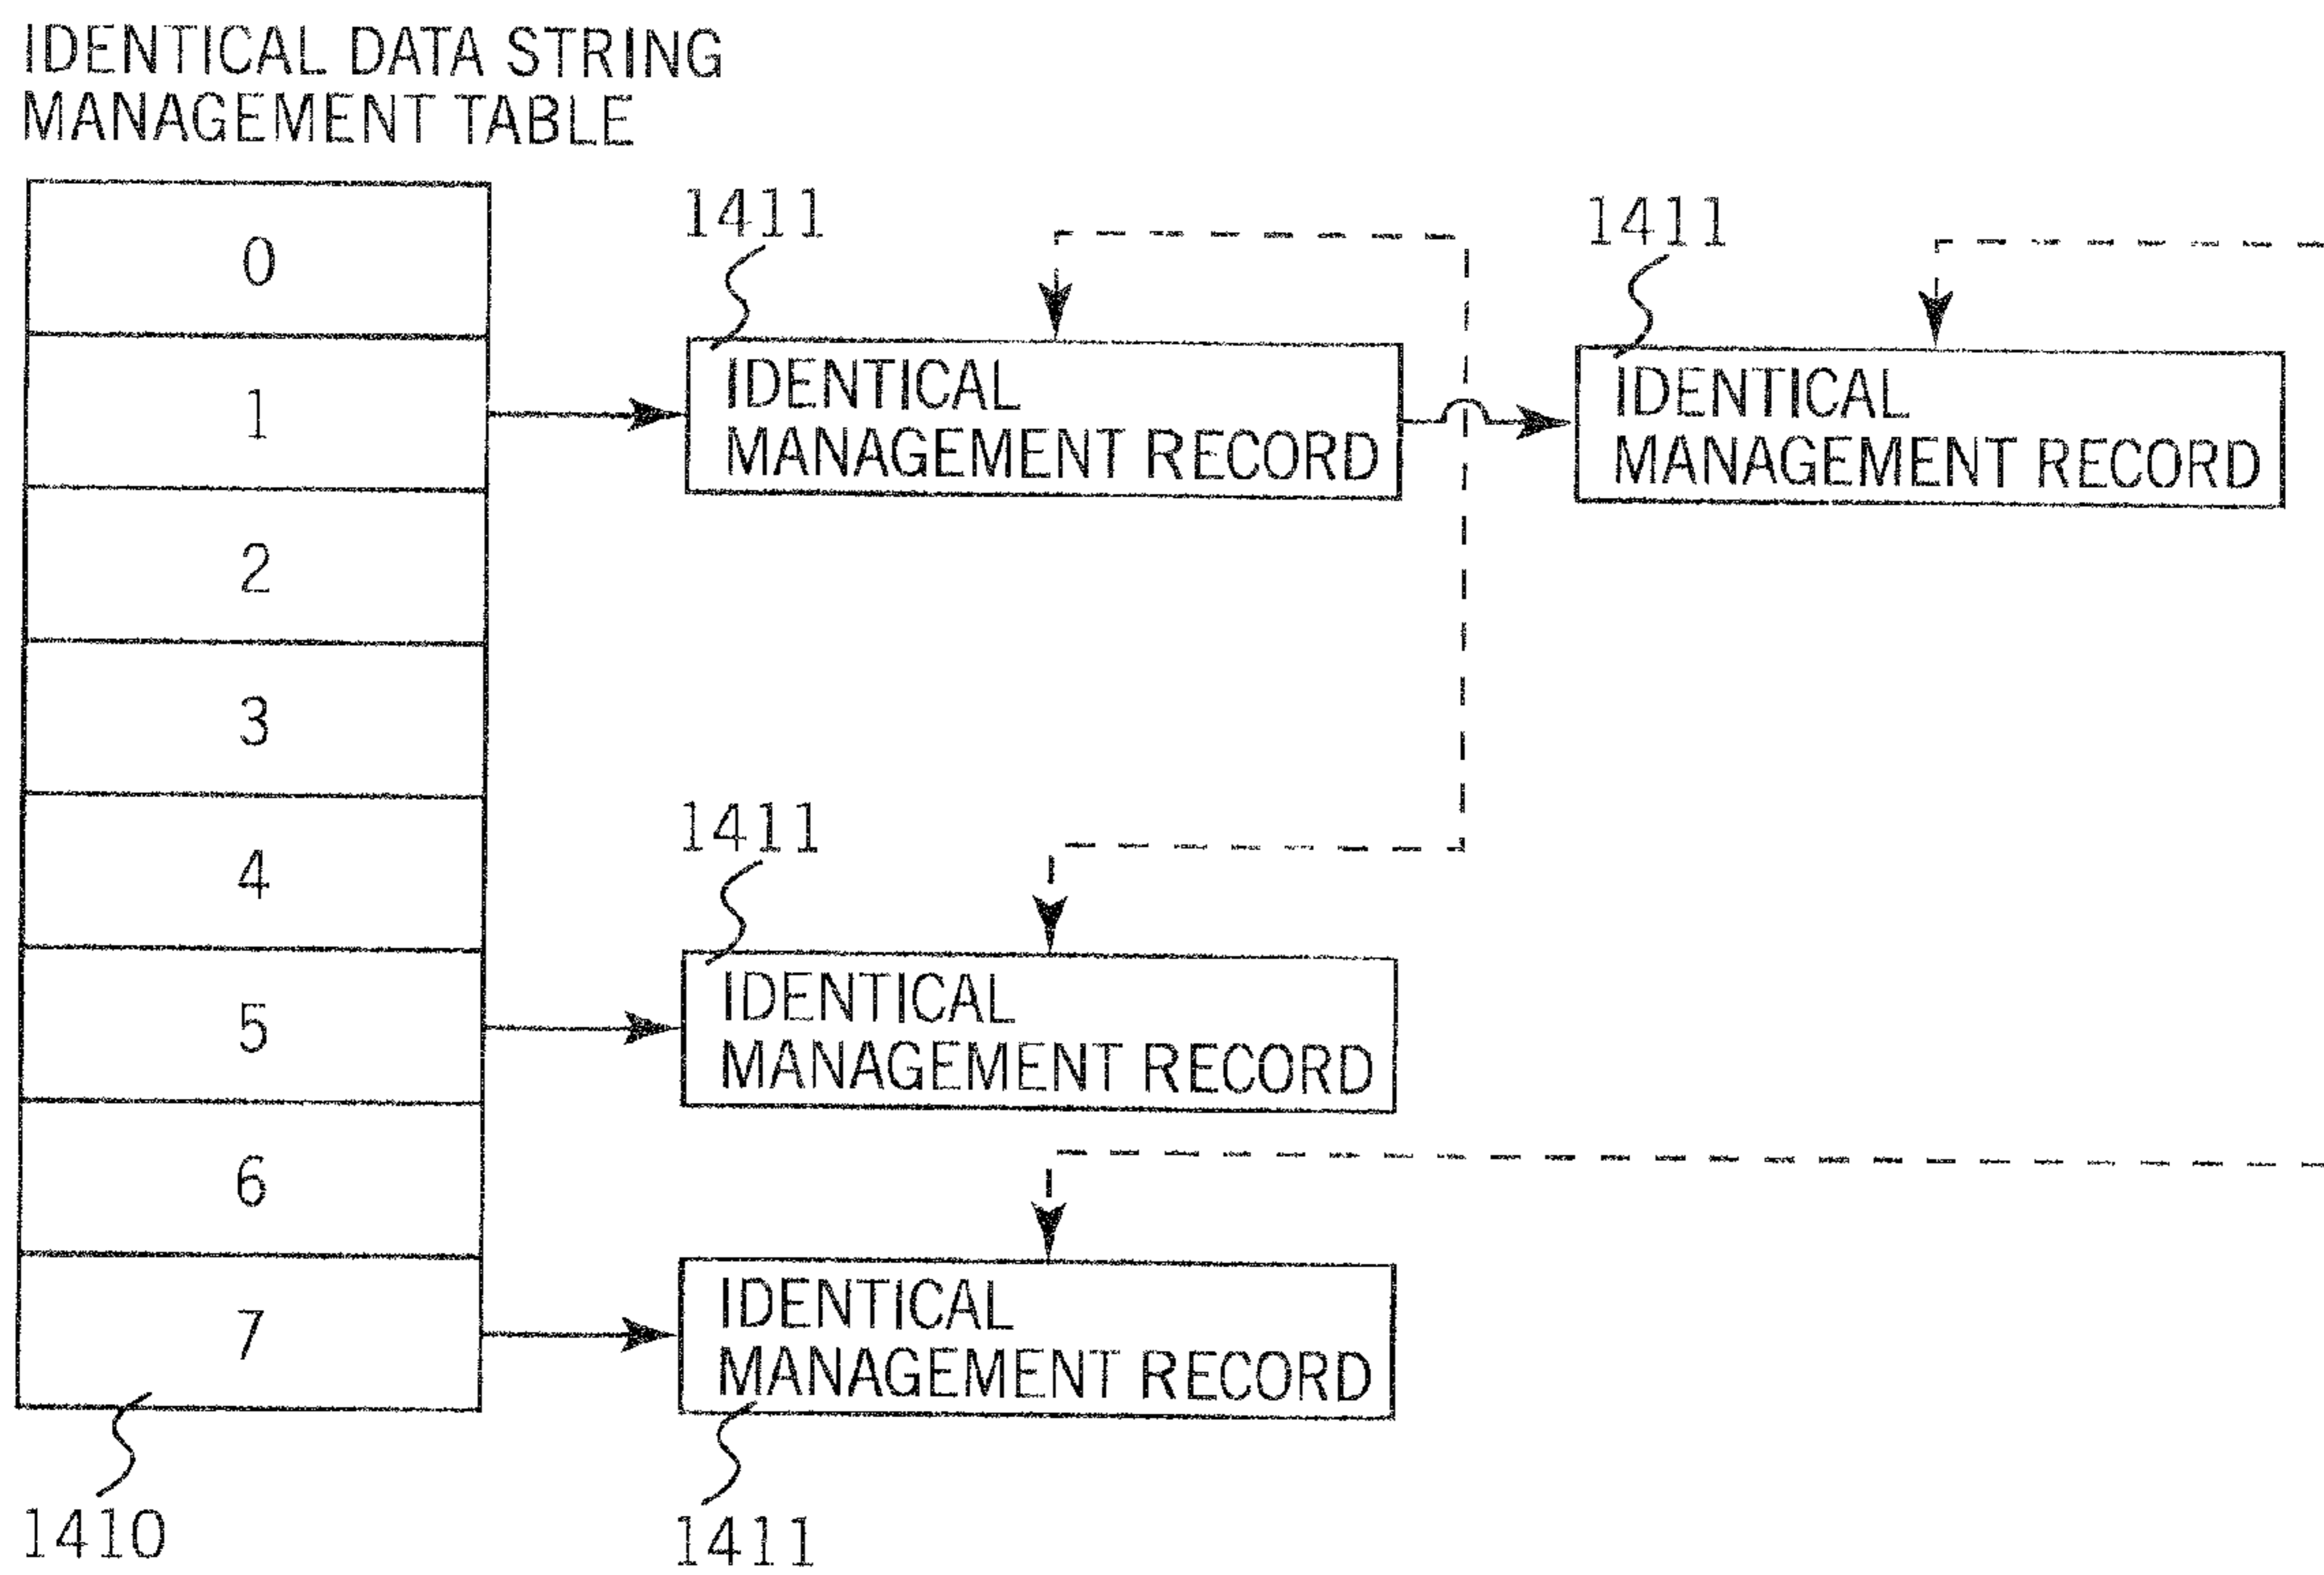 IDENTICAL DATA STRING
MANAGEMENT TABLE
0
1
2
3
4
5
6
7
1410
1411
IDENTICAL
MANAGEMENT RECORD
1411
IDENTICAL
MANAGEMENT RECORD
1411
IDENTICAL
MANAGEMENT RECORD
IDENTICAL
MANAGEMENT RECORD
1411